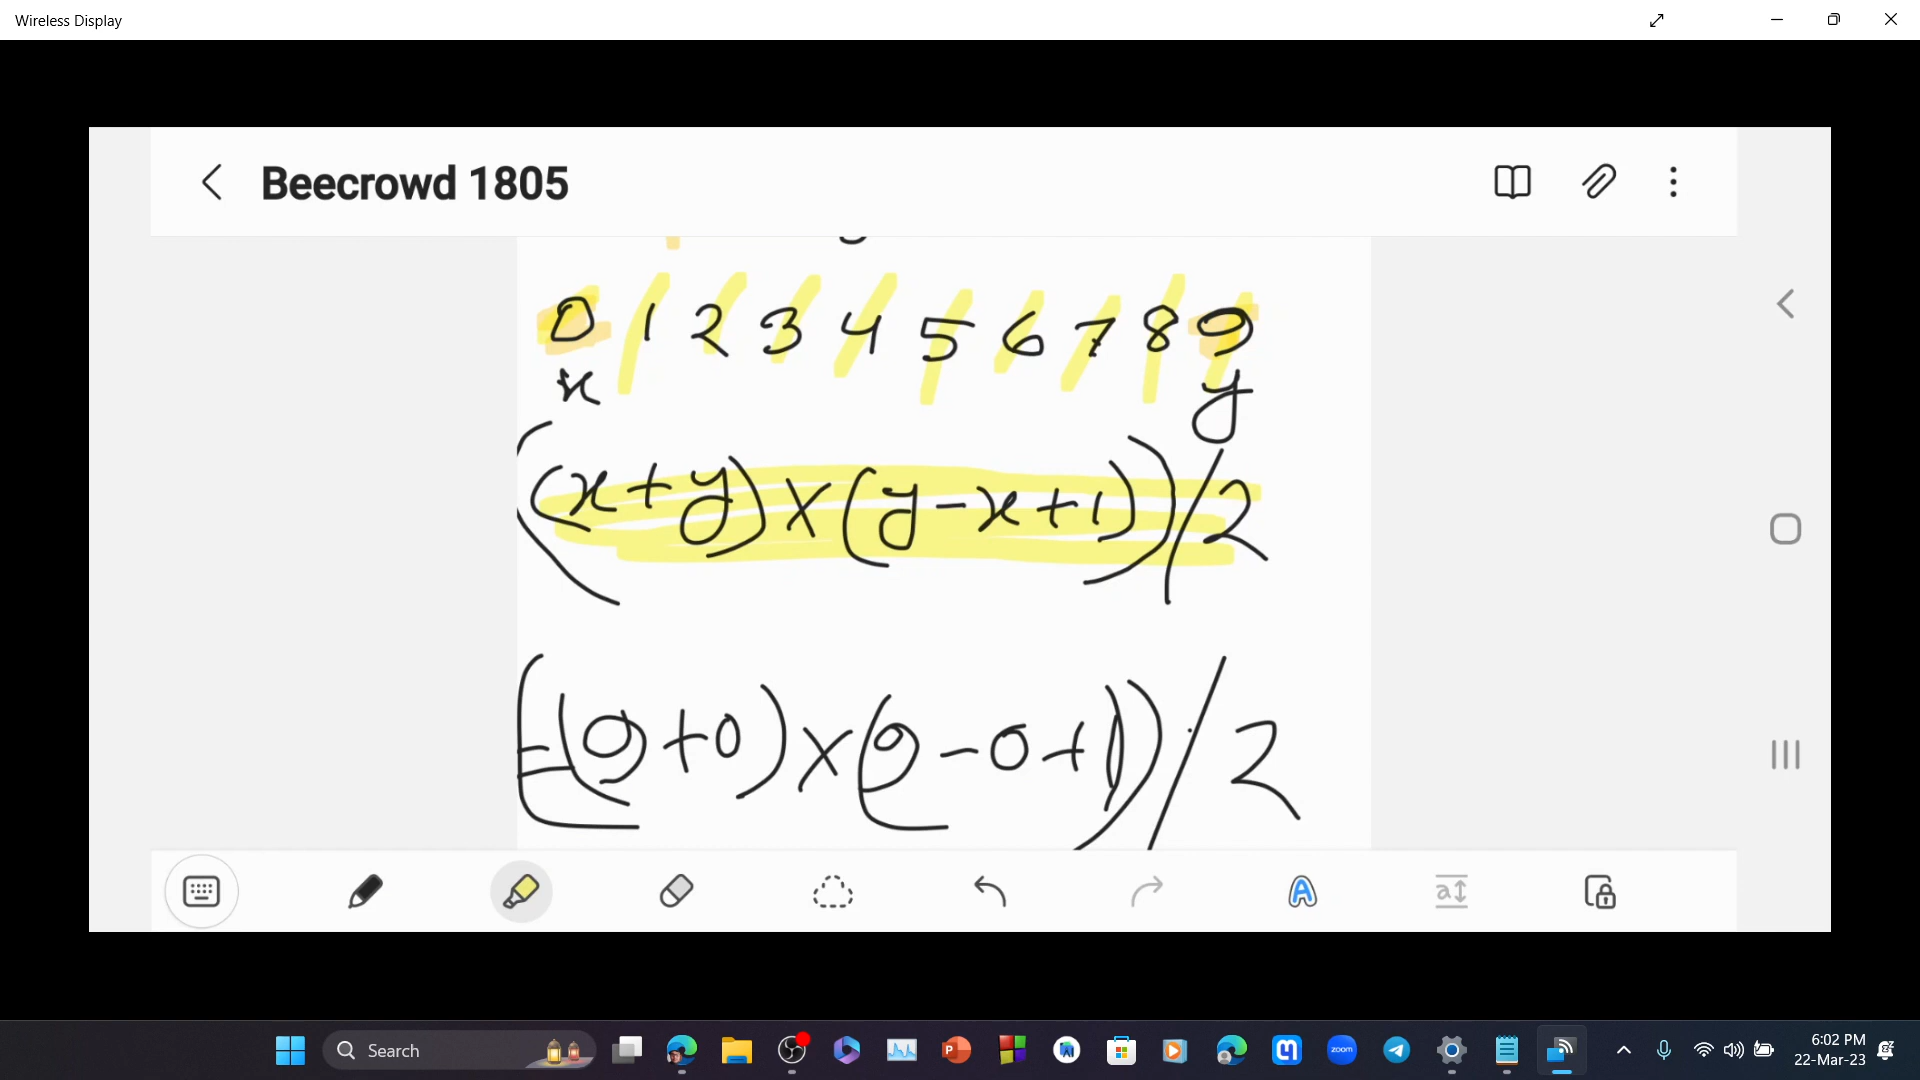 Wireless Display
Beecrowd 1805
0 1 2 3 4 5 6 7 8 9
x y
((x+y)×(y-x+1))/2
=((9+0)×(9-0+1))/2
Search
zoom
6:02 PM
22-Mar-23